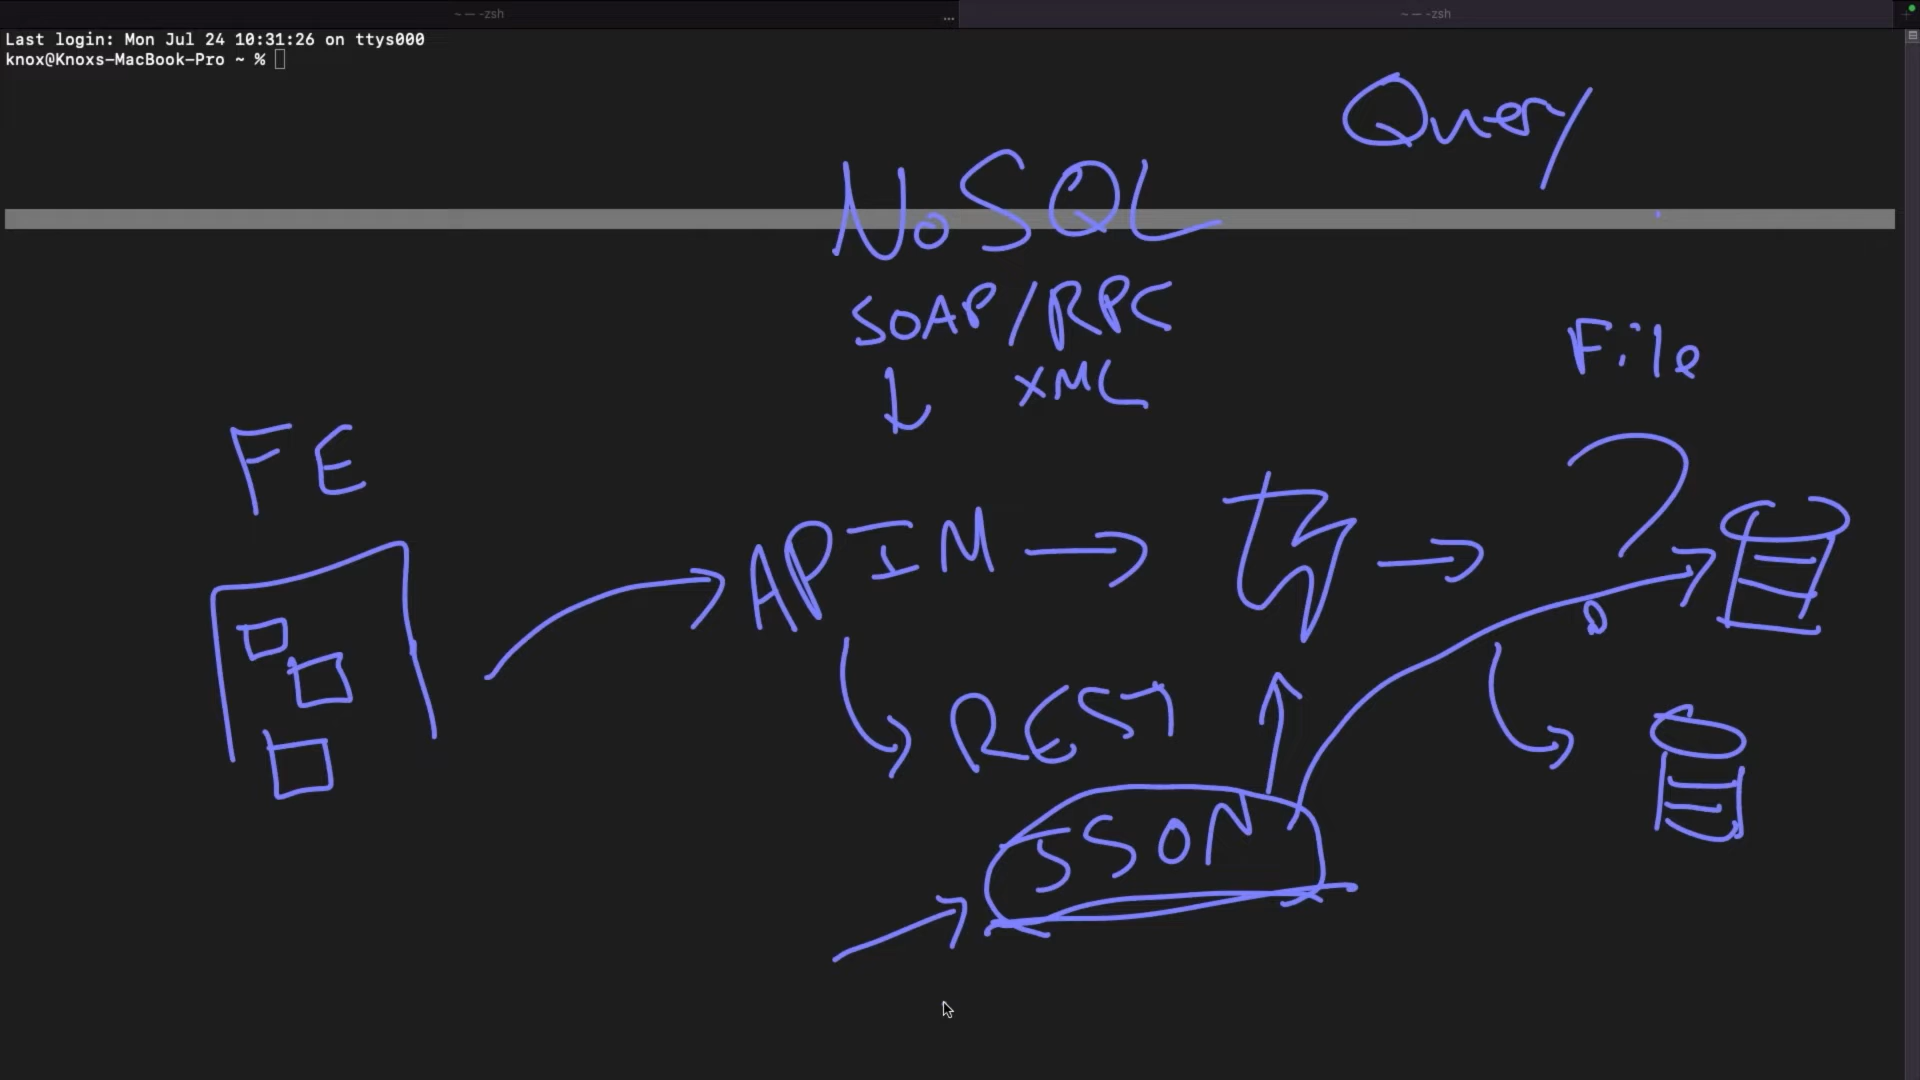 ~ — -zsh
...
~ — -zsh
+
Last login: Mon Jul 24 10:31:26 on ttys000
knox@Knoxs-MacBook-Pro ~ %
Query
NoSQL
SOAP/RPC
XML
File
FE
APIM
REST
JSON